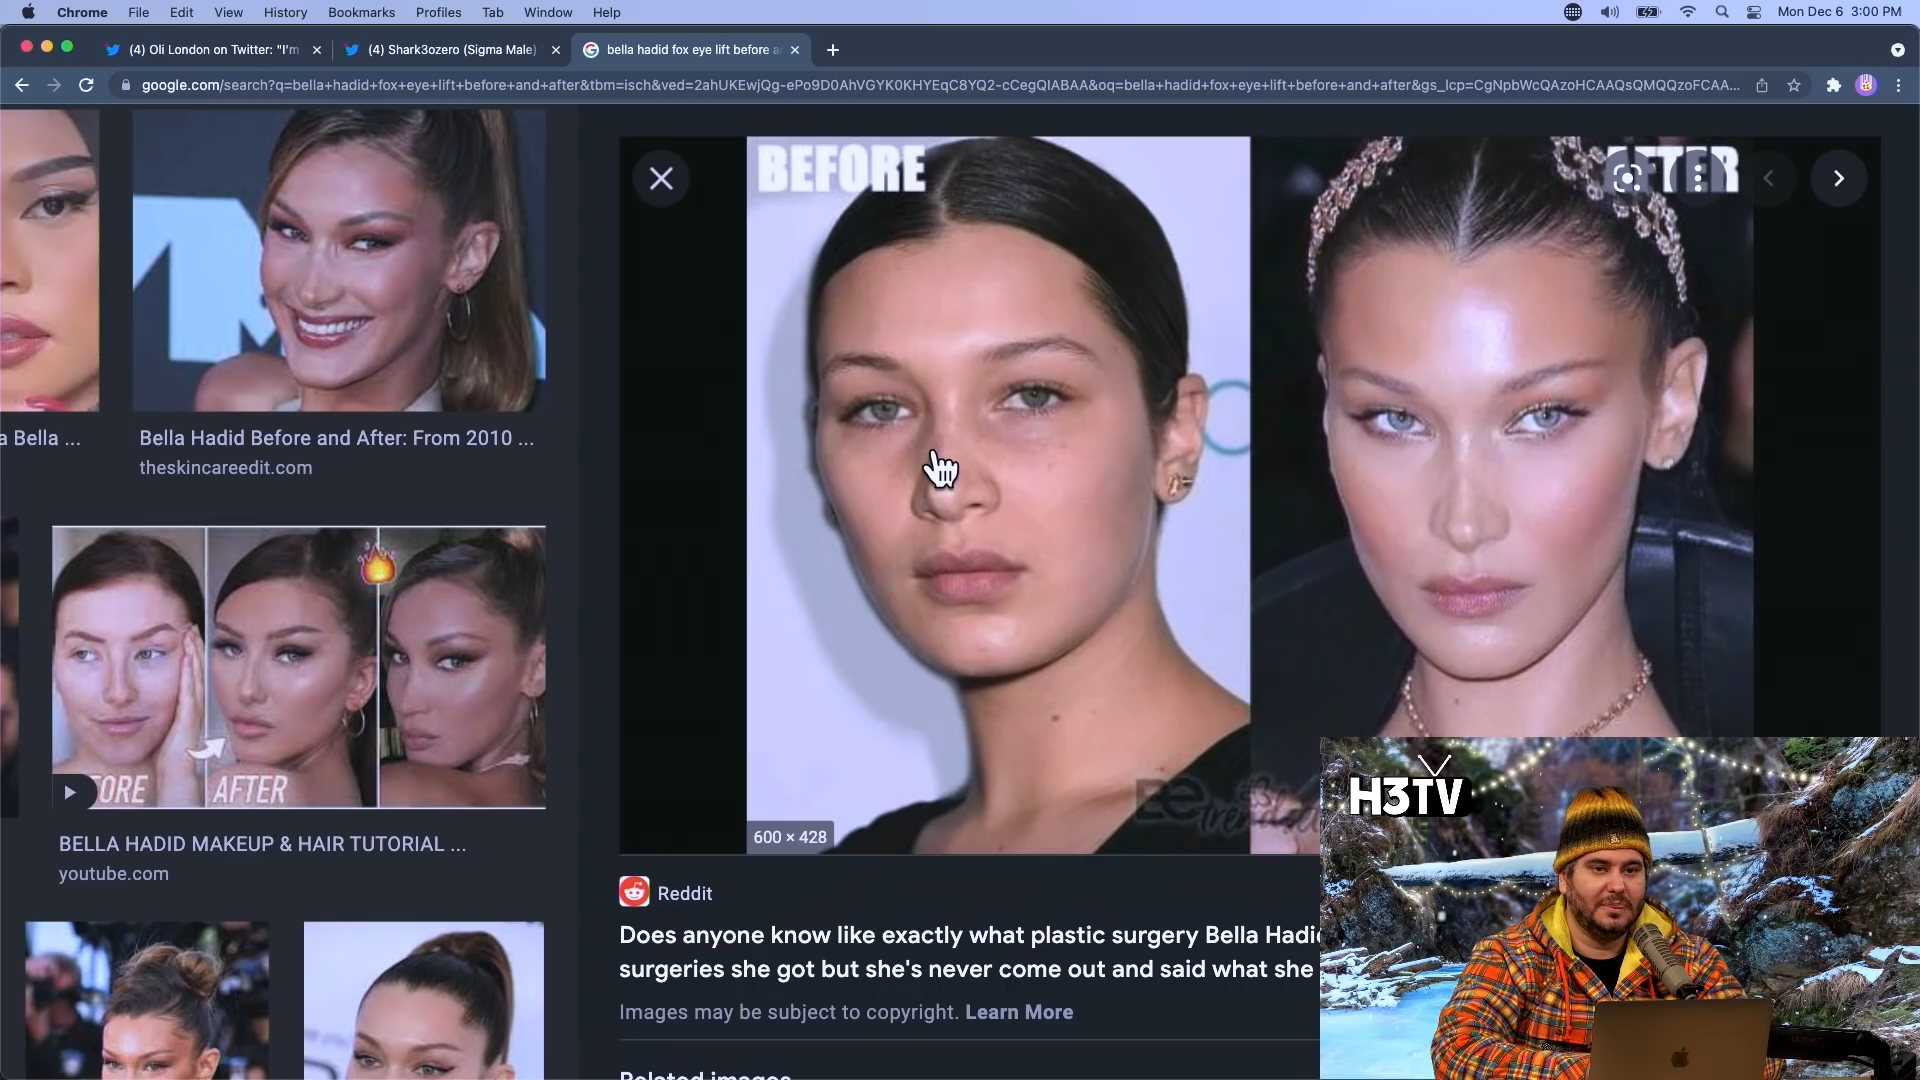 Chrome File Edit View History Bookmarks Profiles Tab Window Help
Mon Dec 6 3:00 PM
(4) Oli London on Twitter: "I'm
(4) Shark3ozero (Sigma Male)
bella hadid fox eye lift before a
google.com/search?q=bella+hadid+fox+eye+lift+before+and+after&tbm=isch&ved=2ahUKEwjQg-ePo9D0AhVGYK0KHYEqC8YQ2-cCegQIABAA&oq=bella+hadid+fox+eye+lift+before+and+after&gs_lcp=CgNpbWcQAzoHCAAQsQMQQzoFCAA...
BEFORE
AFTER
a Bella ...
Bella Hadid Before and After: From 2010 ...
theskincareedit.com
ORE
AFTER
BELLA HADID MAKEUP & HAIR TUTORIAL ...
youtube.com
600 × 428
H3TV
Reddit
Does anyone know like exactly what plastic surgery Bella Hadi
surgeries she got but she's never come out and said what she
Images may be subject to copyright. Learn More
Related images